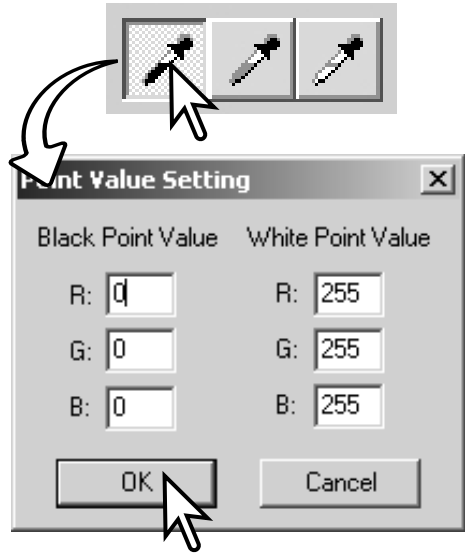 Point Value Setting
Black Point Value White Point Value
R: 0 R: 255
G: 0 G: 255
B: 0 B: 255
OK Cancel